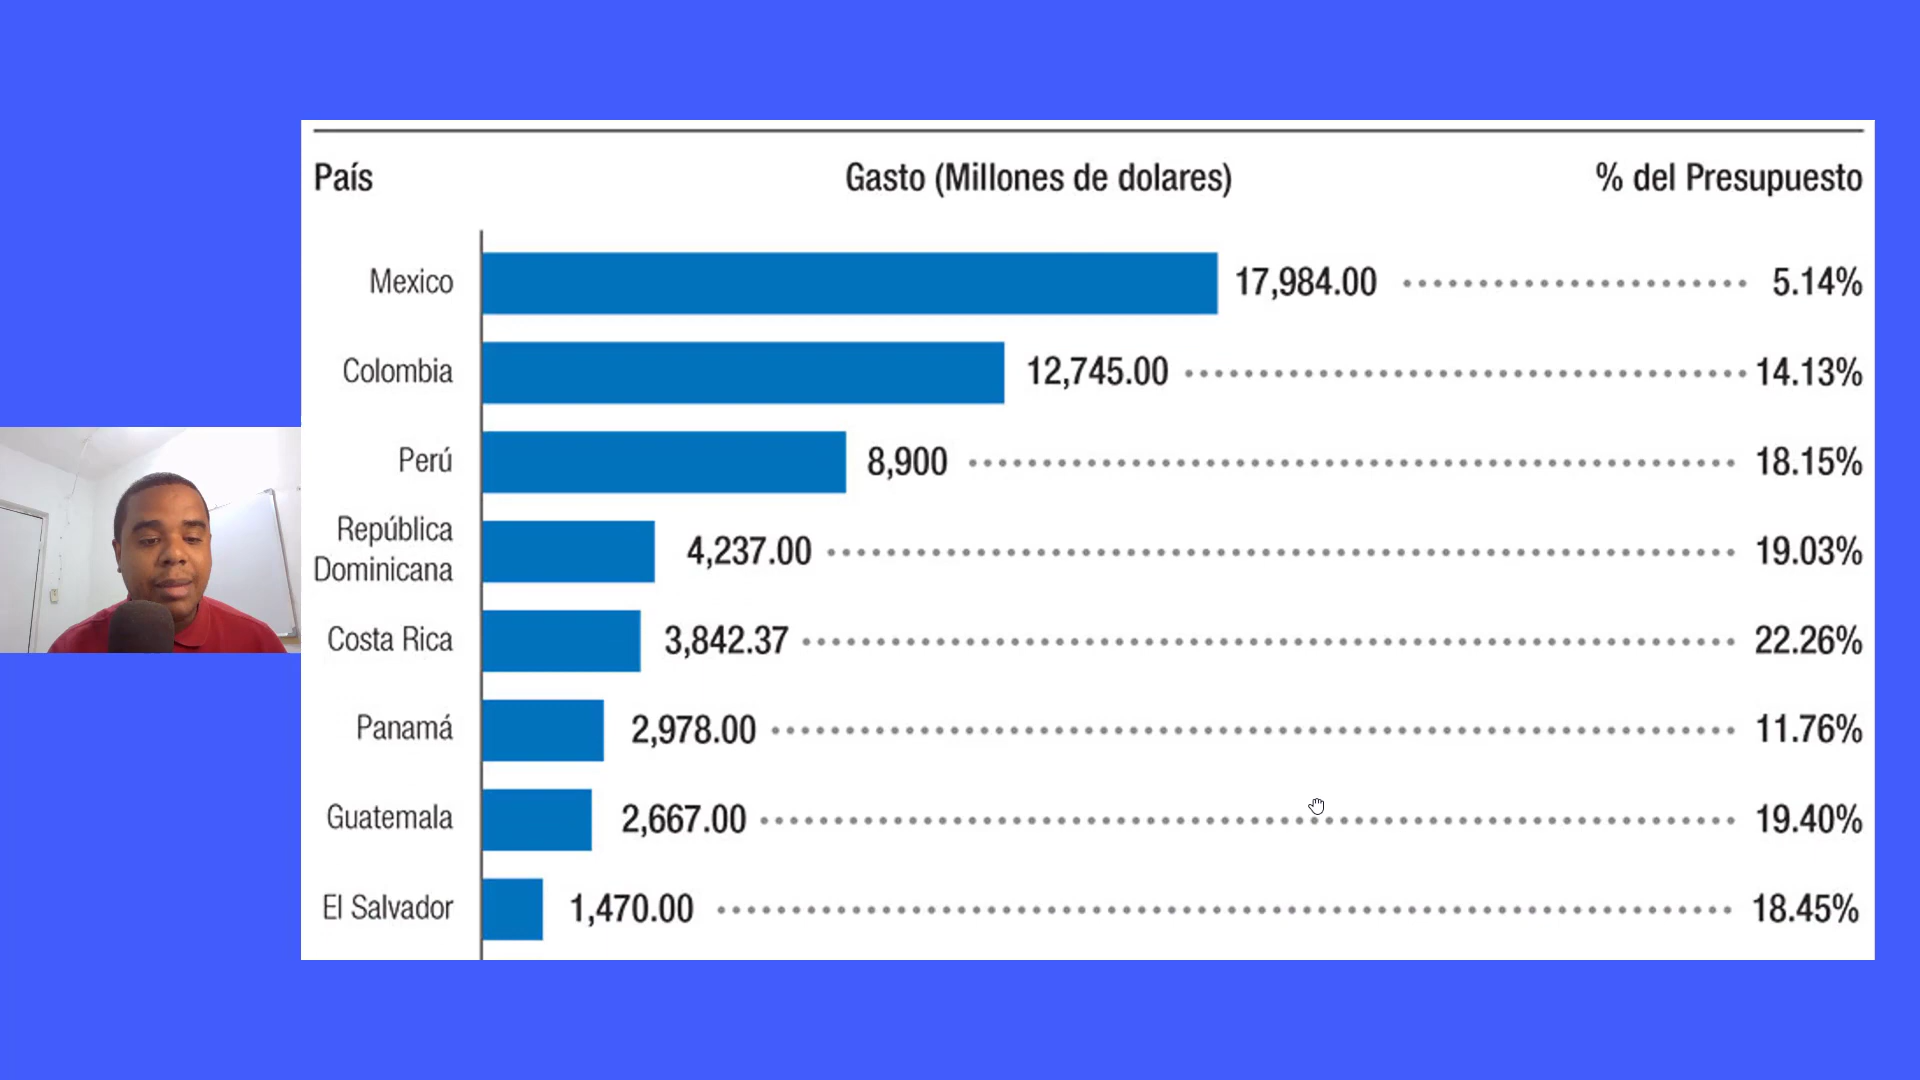 País Gasto (Millones de dolares) % del Presupuesto
Mexico 17,984.00 5.14%
Colombia 12,745.00 14.13%
Perú 8,900 18.15%
República
Dominicana 4,237.00 19.03%
Costa Rica 3,842.37 22.26%
Panamá 2,978.00 11.76%
Guatemala 2,667.00 19.40%
El Salvador 1,470.00 18.45%